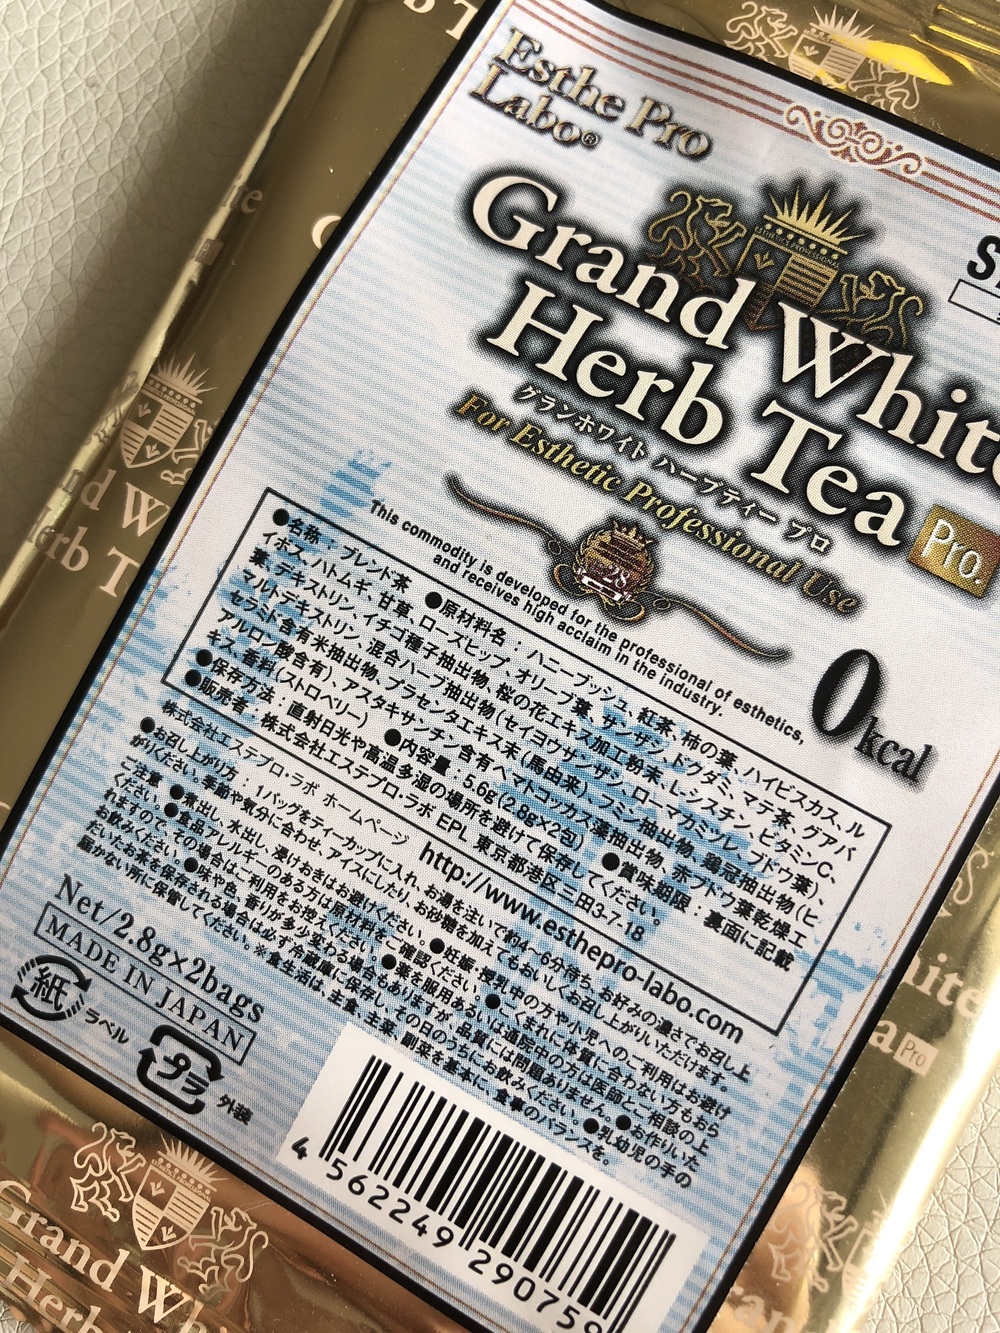 Esthe Pro
Labo®
Grand White
Herb Tea Pro.
グランホワイト ハーブティー プロ
For Esthetic Professional Use
28
This commodity is developed for the professional of esthetics,
and receives high acclaim in the industry.
0kcal
●名称：ブレンド茶 ●原材料名：ハニーブッシュ、紅茶、柿の葉、ハイビスカス、ル
イボス、ハトムギ、甘草、ローズヒップ、オリーブ葉、サンザシ、ドクダミ、マテ茶、グアバ
葉、デキストリン、イチゴ種子抽出物、桜の花エキス加工粉末、レシスチン、ビタミンC、
マルトデキストリン、混合ハーブ抽出物（セイヨウサンザシ、ローマカミツレ、ブドウ葉）、
セラミド含有米抽出物、プラセンタエキス末（馬由来）、フミン抽出物、鶏冠抽出物（ヒ
アルロン酸含有）、アスタキサンチン含有ヘマトコッカス藻抽出物、赤ブドウ葉乾燥エ
キス、香料（ストロベリー） ●内容量：5.6g（2.8g×2包） ●賞味期限：裏面に記載
●保存方法：直射日光や高温多湿の場所を避けて保存してください。
●販売者：株式会社エステプロ・ラボ EPL 東京都港区三田3-7-18
株式会社エステプロ・ラボ ホームページ http://www.esthepro-labo.com
●お召し上がり方：1バッグをティーカップに入れ、お湯を注いで約4~6分待ち、お好みの濃さでお召し上
がりください。季節や気分に合わせ、アイスにしたり、お砂糖を加えてもおいしくお召し上がりいただけます。
ご注意：●煮出し、水出し、浸けおきはお避けください。●妊娠・授乳中の方や小児へのご利用はお避け
ください。●食品アレルギーのある方は原材料をご確認ください。●ごくまれに体質に合わない方もおら
れますので、その場合はご利用をお控えください。●薬を服用あるいは通院中の方は医師とご相談の上
お飲みください。●味や色、香りが多少変わる場合もありますが、品質には問題ありません。●お作りいた
だいたお茶を保存される場合は必ず冷蔵庫に保存し、その日のうちにお飲みください。●乳幼児の手の
届かない所に保管してください。※食生活は、主食、主菜、副菜を基本に、食事のバランスを。
Net/2.8g×2bags
MADE IN JAPAN
紙
ラベル
プラ
外装
4 562249 290759
Grand Wh
Herb